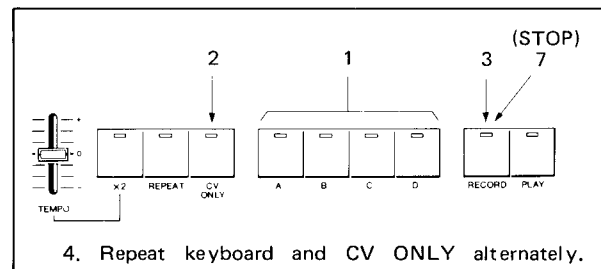 (STOP)
2 1 3 7
+
0
-
x2 REPEAT CV ONLY A B C D RECORD PLAY
TEMPO
4. Repeat keyboard and CV ONLY alternately.